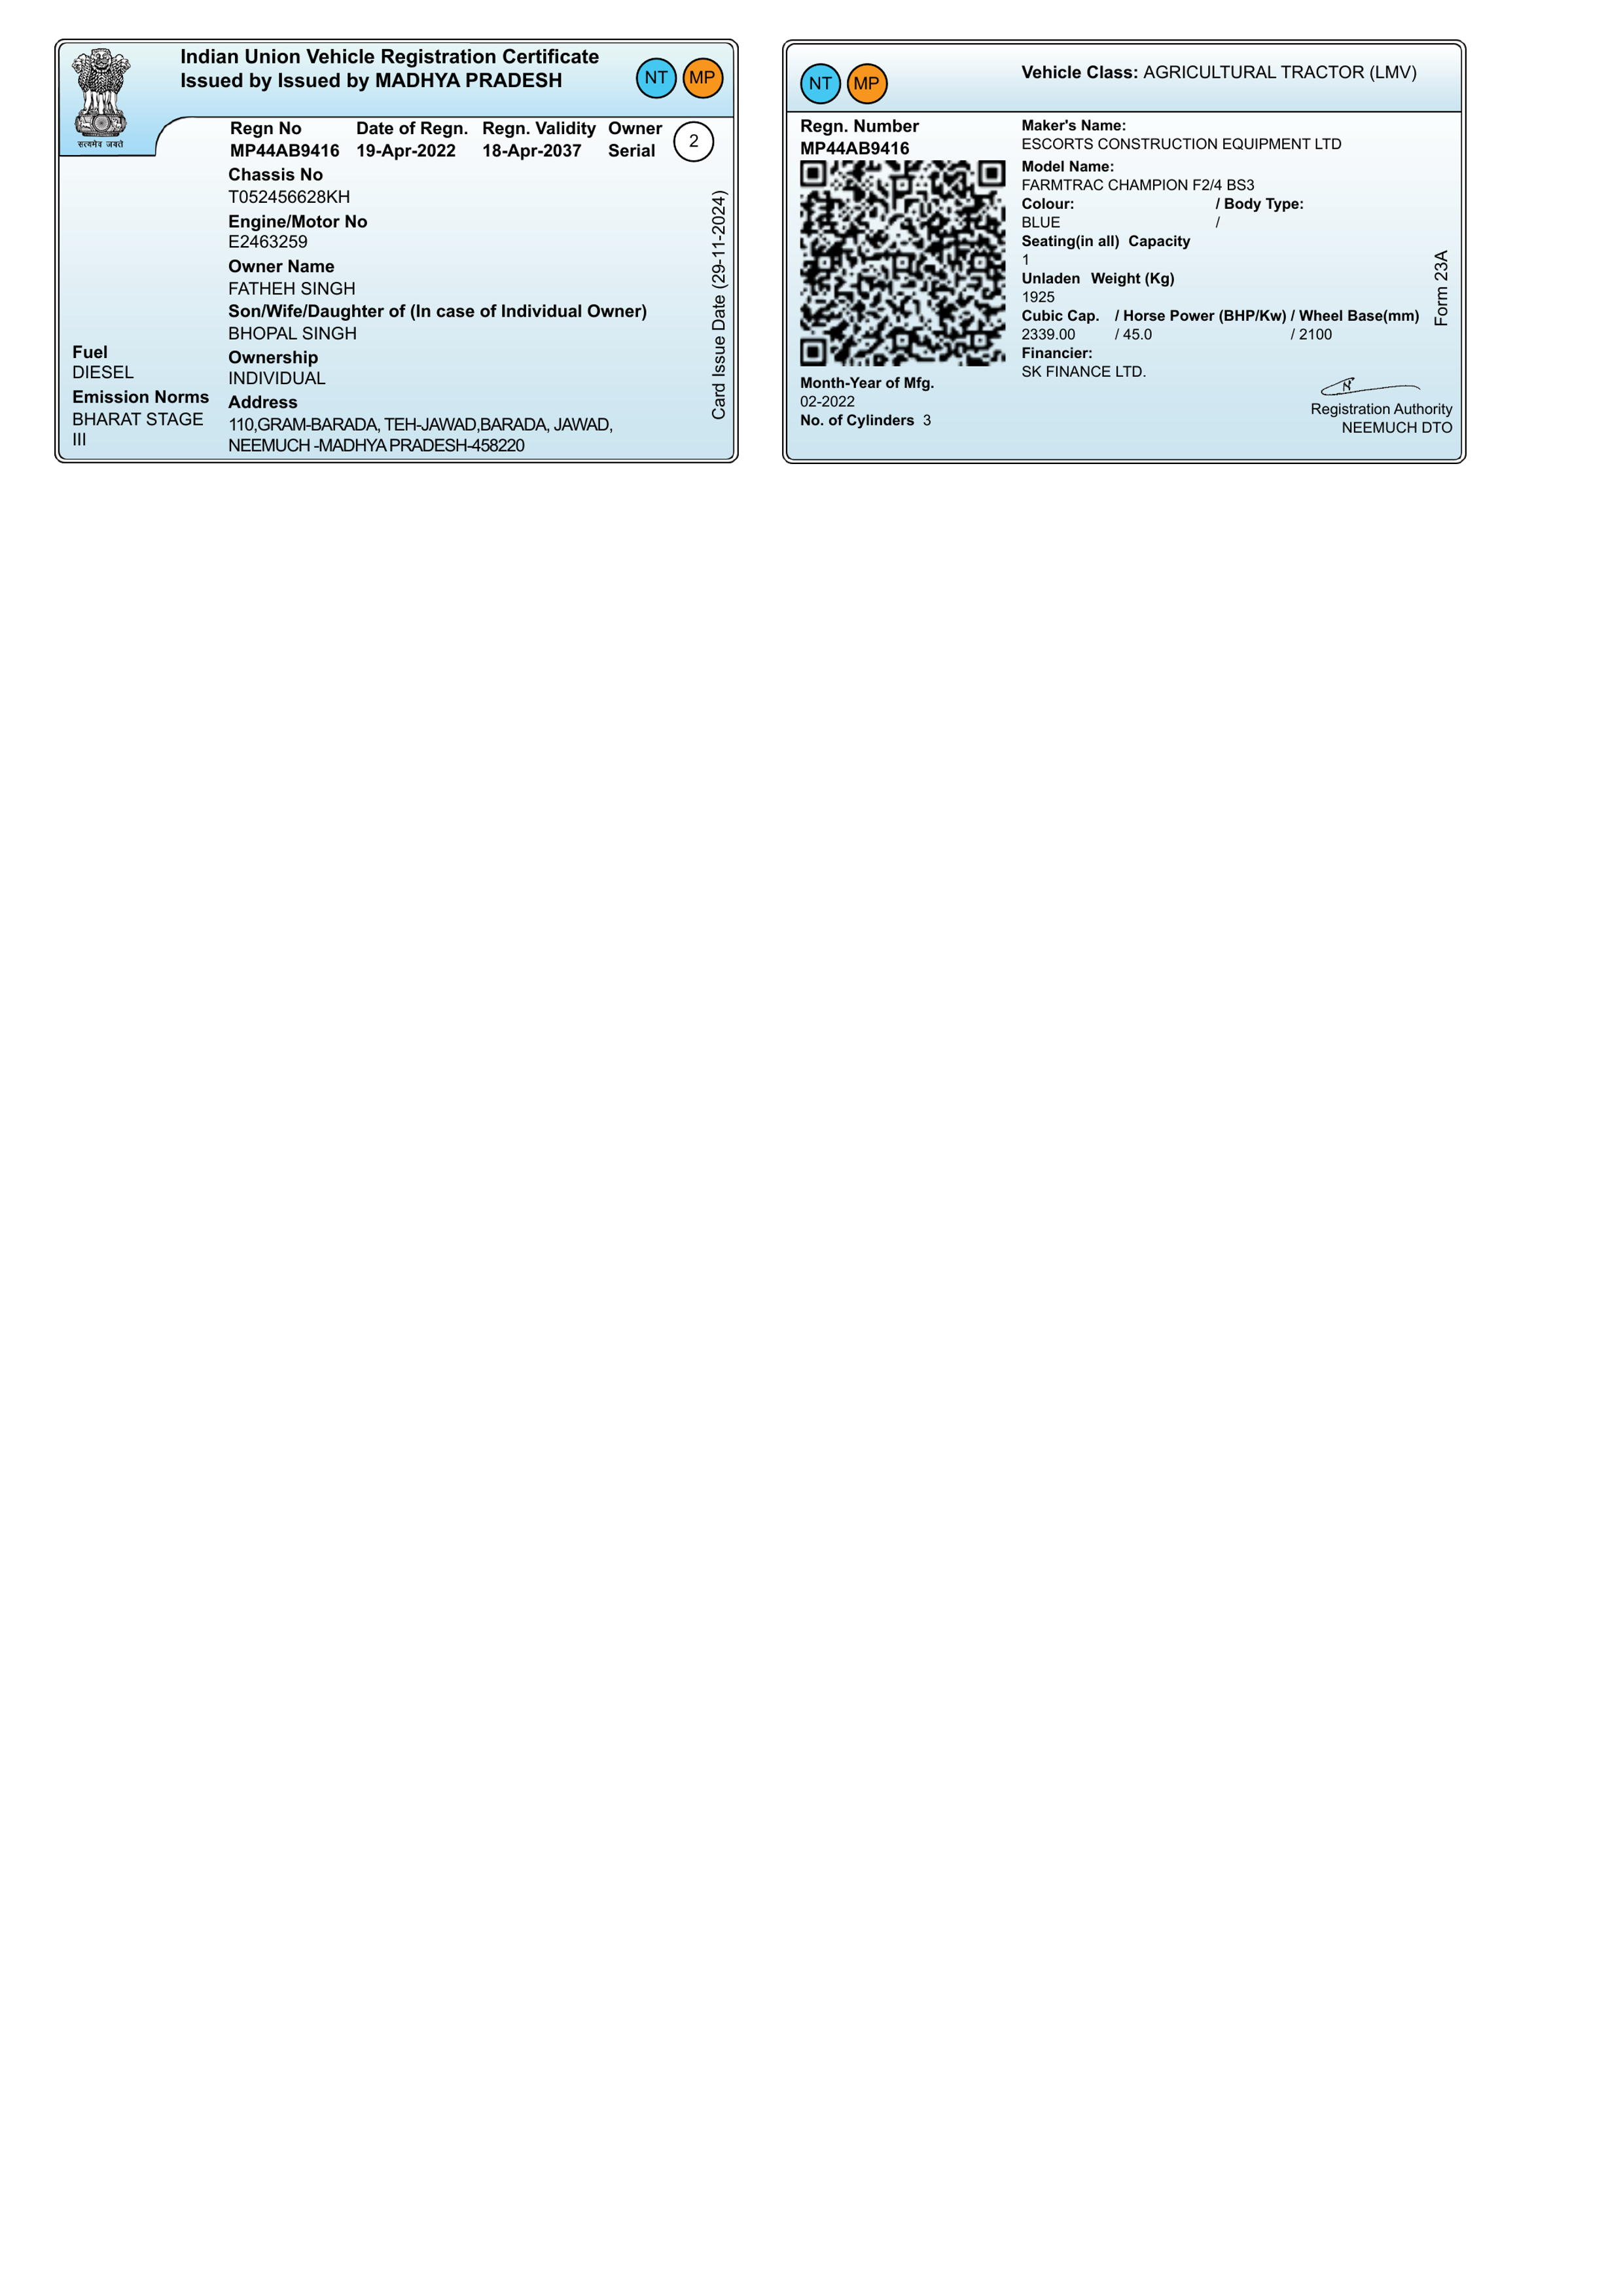 Indian Union Vehicle Registration Certificate
Issued by Issued by MADHYA PRADESH
NT MP
सत्यमेव जयते
Regn No Date of Regn. Regn. Validity Owner
MP44AB9416 19-Apr-2022 18-Apr-2037 Serial 2
Chassis No
T052456628KH
Engine/Motor No
E2463259
Owner Name
FATHEH SINGH
Son/Wife/Daughter of (In case of Individual Owner)
BHOPAL SINGH
Fuel
DIESEL
Emission Norms
BHARAT STAGE
III
Ownership
INDIVIDUAL
Address
110,GRAM-BARADA, TEH-JAWAD,BARADA, JAWAD,
NEEMUCH -MADHYA PRADESH-458220
Card Issue Date (29-11-2024)
NT MP
Vehicle Class: AGRICULTURAL TRACTOR (LMV)
Regn. Number
MP44AB9416
Month-Year of Mfg.
02-2022
No. of Cylinders 3
Maker's Name:
ESCORTS CONSTRUCTION EQUIPMENT LTD
Model Name:
FARMTRAC CHAMPION F2/4 BS3
Colour: / Body Type:
BLUE /
Seating(in all) Capacity
1
Unladen Weight (Kg)
1925
Cubic Cap. / Horse Power (BHP/Kw) / Wheel Base(mm)
2339.00 / 45.0 / 2100
Financier:
SK FINANCE LTD.
Form 23A
Registration Authority
NEEMUCH DTO